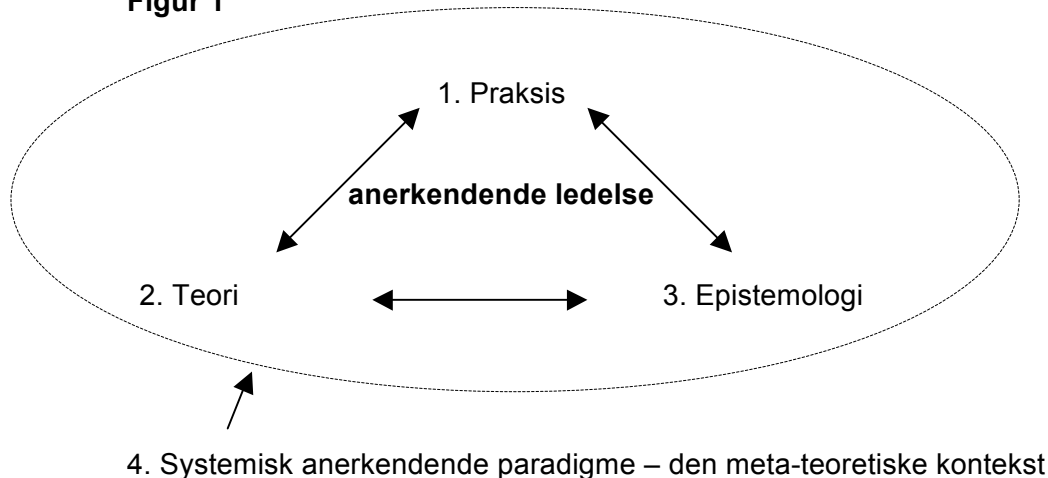 Figur 1
1. Praksis
anerkendende ledelse
2. Teori
3. Epistemologi
4. Systemisk anerkendende paradigme – den meta-teoretiske kontekst